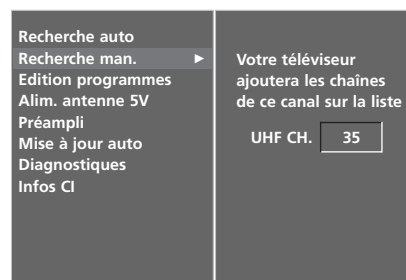 Recherche auto
Recherche man. ►
Edition programmes
Alim. antenne 5V
Préampli
Mise à jour auto
Diagnostiques
Infos CI
Votre téléviseur
ajoutera les chaînes
de ce canal sur la liste
UHF CH. 35